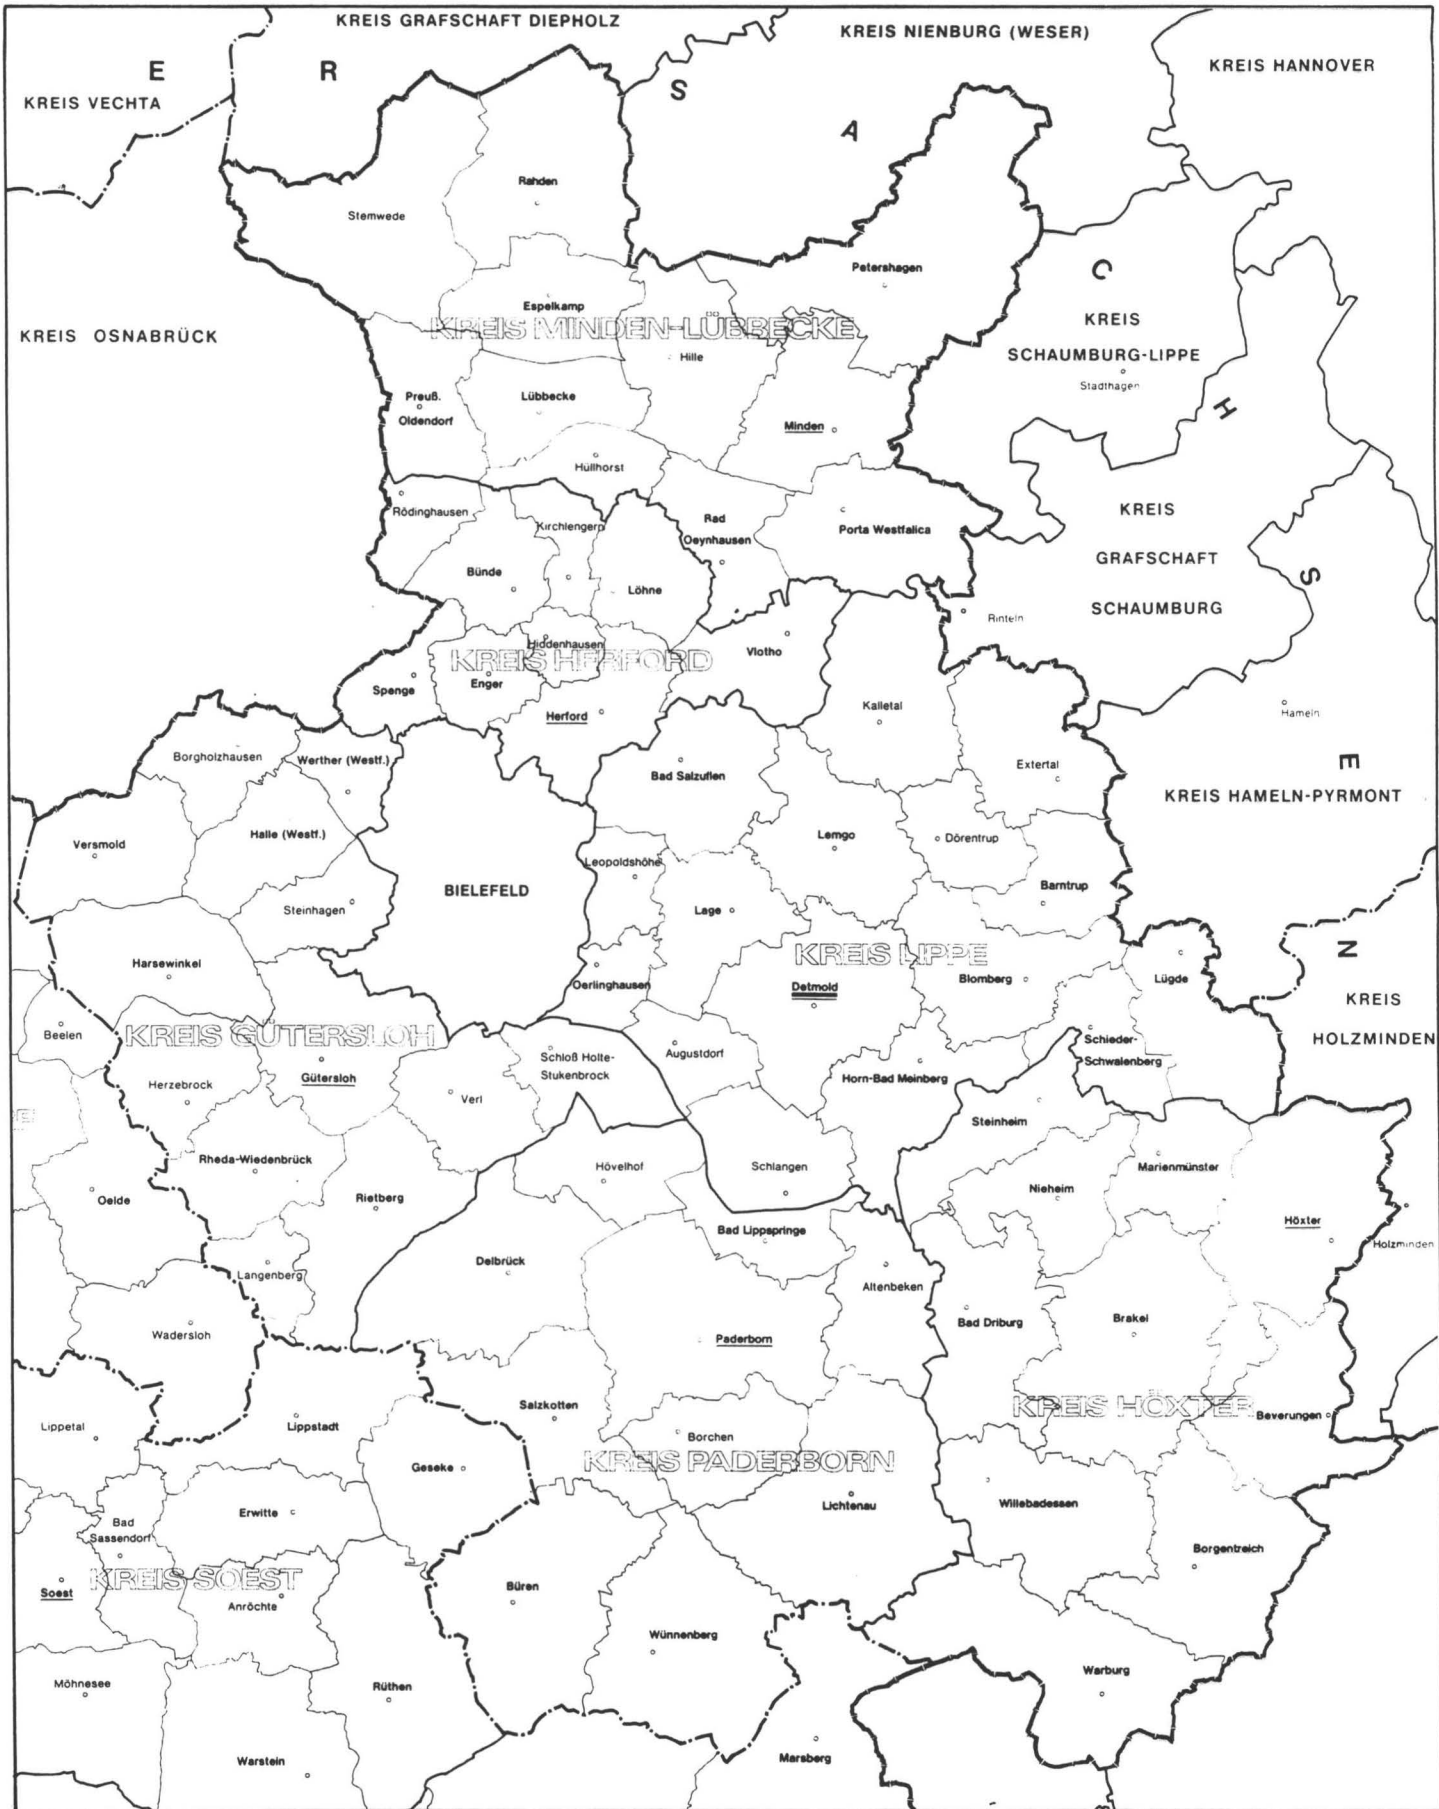 KREIS GRAFSCHAFT DIEPHOLZ
KREIS NIENBURG (WESER)
KREIS HANNOVER
E
R
S
KREIS VECHTA
A
Rahden
Stemwede
Petershagen
C
Espelkamp
KREIS MINDEN-LÜBBECKE
KREIS
SCHAUMBURG-LIPPE
Stadthagen
KREIS OSNABRÜCK
Hille
Preuß.
Oldendorf
Lübbecke
H
Minden
Hüllhorst
Rödinghausen
Kirchlengern
Rad
Oeynhausen
Porta Westfalica
KREIS
GRAFSCHAFT
SCHAUMBURG
Bünde
Löhne
S
Rinteln
Hiddenhausen
KREIS HERFORD
Vlotho
Spenge
Enger
Herford
Kalletal
Hameln
Borgholzhausen
Werther (Westf.)
Bad Salzuflen
Extertal
E
KREIS HAMELN-PYRMONT
Versmold
Halle (Westf.)
Lemgo
Dörentrup
Leopoldshöhe
BIELEFELD
Barntrup
Steinhagen
Lage
KREIS LIPPE
N
Harsewinkel
Oerlinghausen
Detmold
Blomberg
Lügde
KREIS
HOLZMINDEN
Beelen
KREIS GÜTERSLOH
Schloß Holte-
Stukenbrock
Augustdorf
Schieder-
Schwalenberg
Herzebrock
Gütersloh
Verl
Horn-Bad Meinberg
Steinheim
E
Rheda-Wiedenbrück
Hövelhof
Schlangen
Marienmünster
Oelde
Rietberg
Nieheim
Höxter
Bad Lippspringe
Holzminden
Delbrück
Langenberg
Altenbeken
Wadersloh
Paderborn
Bad Driburg
Brakel
Salzkotten
KREIS HÖXTER
Beverungen
Lippetal
Lippstadt
Borchen
KREIS PADERBORN
Geseke
Lichtenau
Willebadessen
Erwitte
Bad
Sassendorf
Borgentreich
Soest
KREIS SOEST
Anröchte
Büren
Wünnenberg
Möhnesee
Rüthen
Warburg
Warstein
Marsberg